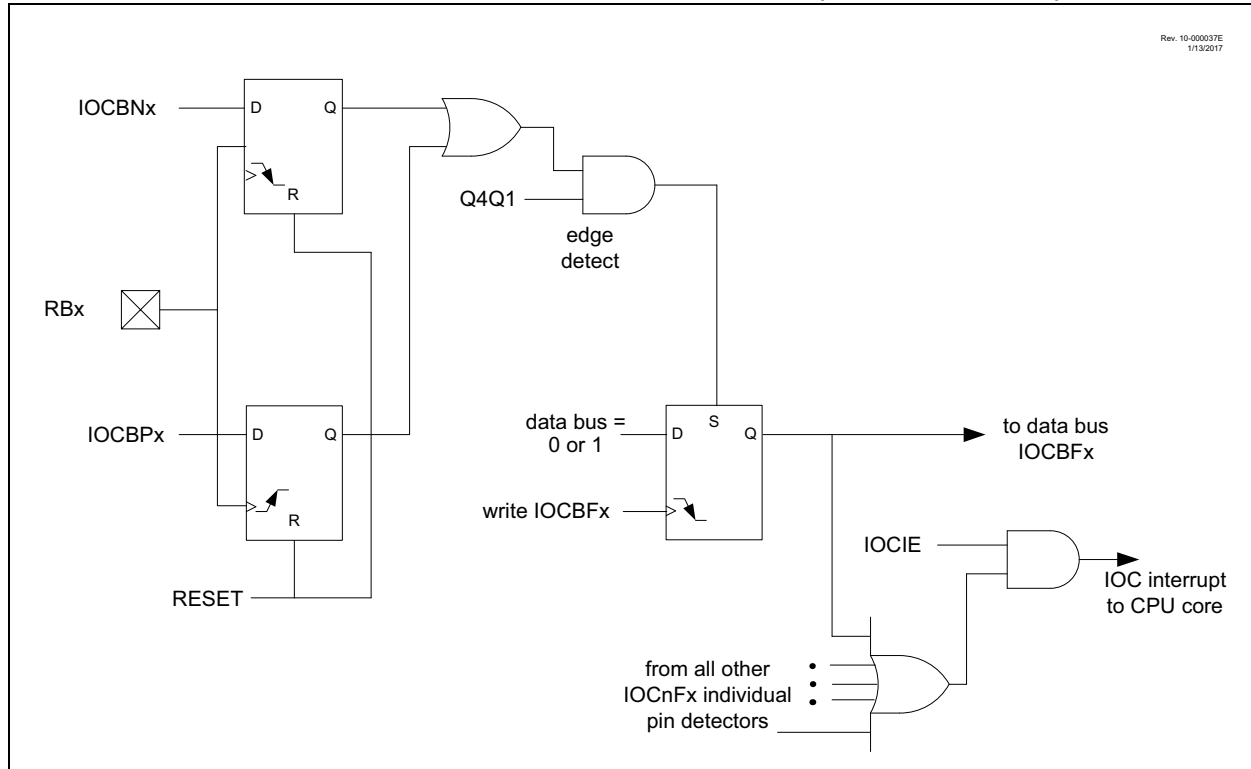 Rev. 10-000037E
1/13/2017
IOCBNx
D
Q
R
Q4Q1
edge
detect
RBx
IOCBPx
D
Q
R
RESET
data bus =
0 or 1
D
S
Q
write IOCBFx
to data bus
IOCBFx
IOCIE
IOC interrupt
to CPU core
from all other
IOCnFx individual
pin detectors